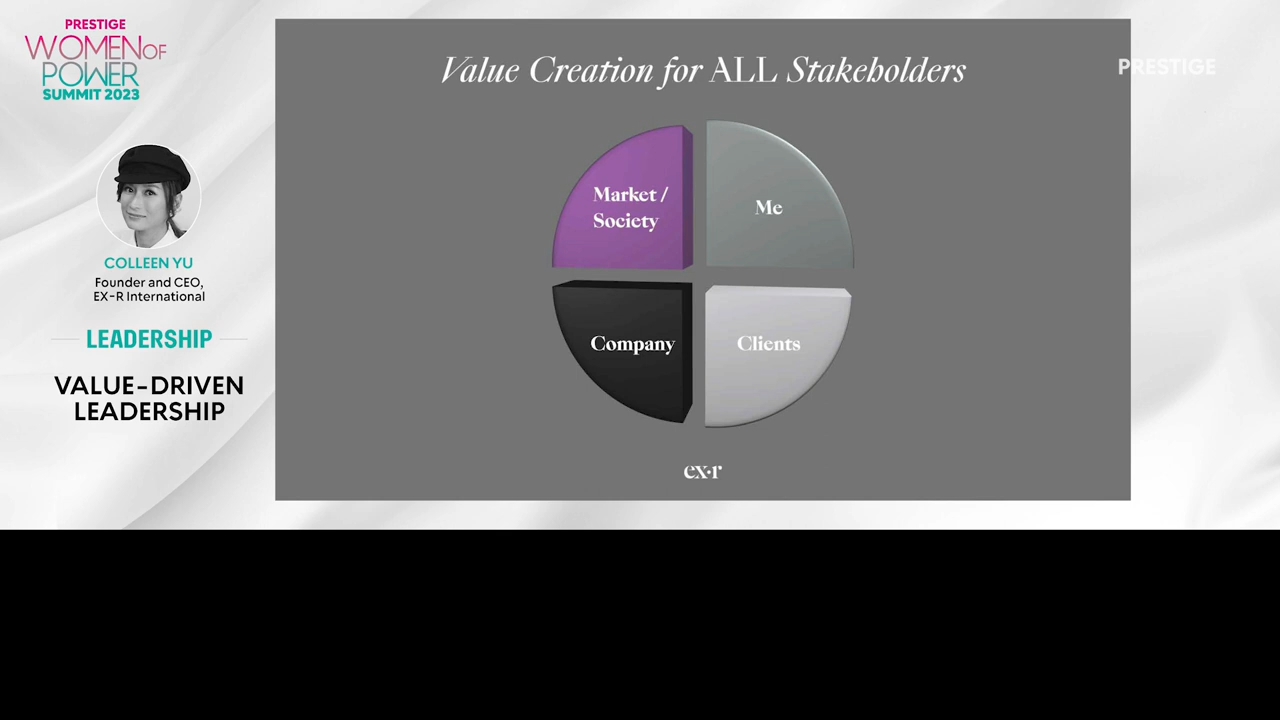 PRESTIGE
WOMEN OF
POWER
SUMMIT 2023
COLLEEN YU
Founder and CEO,
EX-R International
LEADERSHIP
VALUE-DRIVEN
LEADERSHIP
Value Creation for ALL Stakeholders
PRESTIGE
Market /
Society
Me
Company
Clients
ex·r